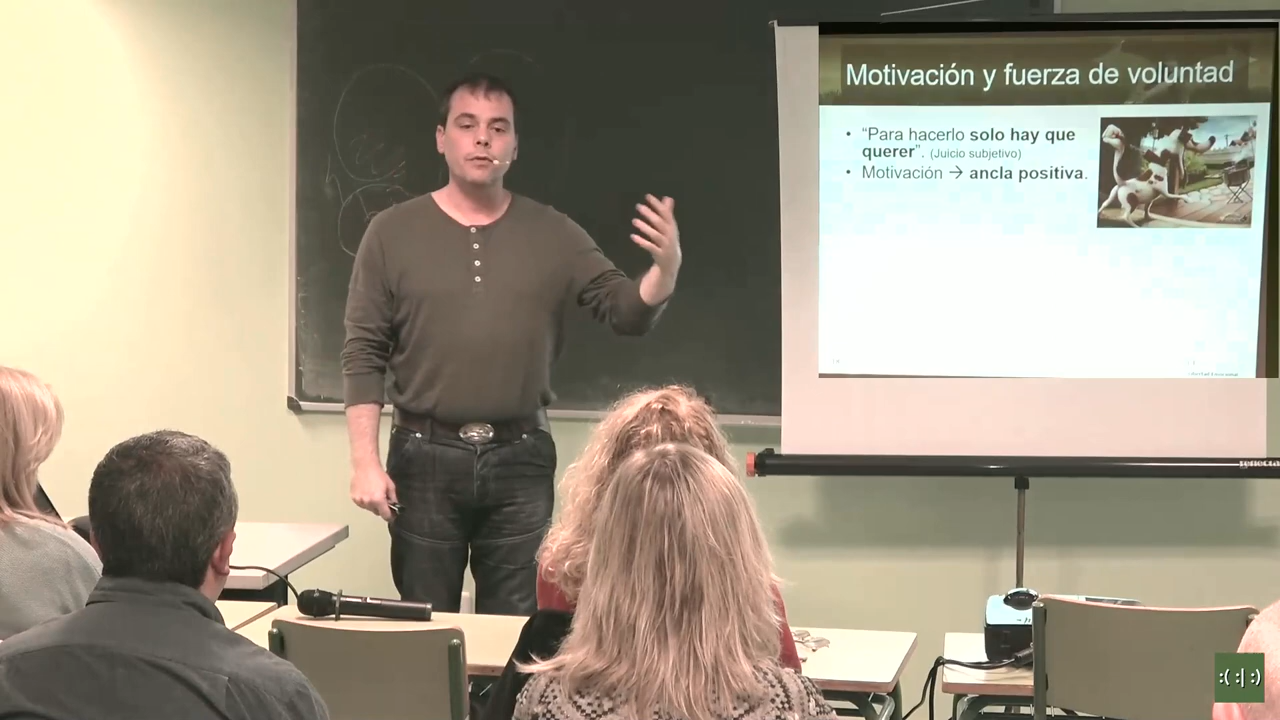 Motivación y fuerza de voluntad
• “Para hacerlo solo hay que
querer”. (Juicio subjetivo)
• Motivación → ancla positiva.
:( :| :)